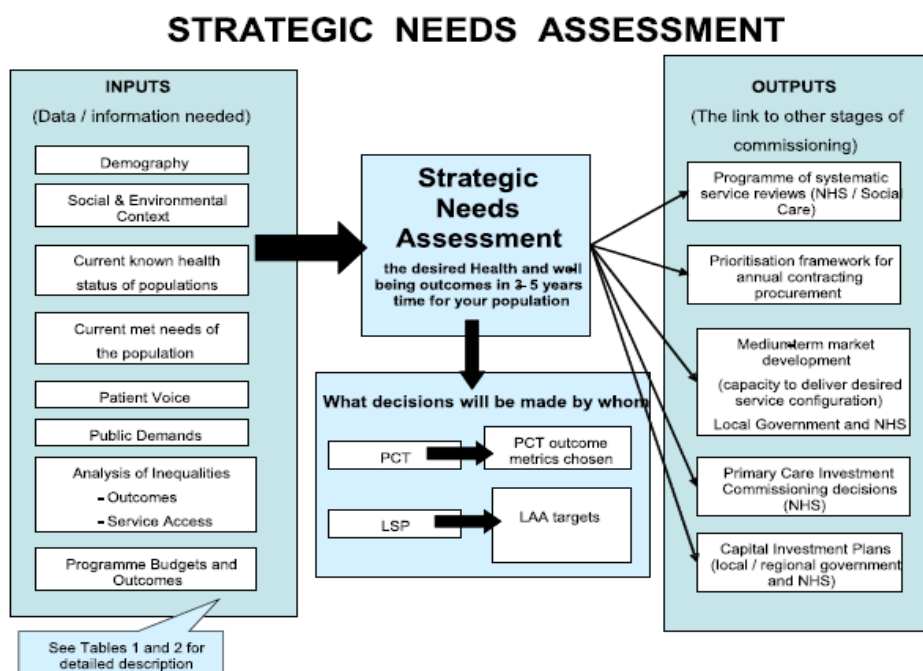 STRATEGIC NEEDS ASSESSMENT
INPUTS
(Data / information needed)
Demography
Social & Environmental
Context
Current known health
status of populations
Current met needs of
the population
Patient Voice
Public Demands
Analysis of Inequalities
- Outcomes
- Service Access
Programme Budgets and
Outcomes
See Tables 1 and 2 for
detailed description
Strategic
Needs
Assessment
the desired Health and well-
being outcomes in 3-5 years
time for your population
What decisions will be made by whom
PCT
PCT outcome
metrics chosen
LSP
LAA targets
OUTPUTS
(The link to other stages of
commissioning)
Programme of systematic
service reviews (NHS / Social
Care)
Prioritisation framework for
annual contracting
procurement
Medium-term market
development
(capacity to deliver desired
service configuration)
Local Government and NHS
Primary Care Investment
Commissioning decisions
(NHS)
Capital Investment Plans
(local / regional government
and NHS)